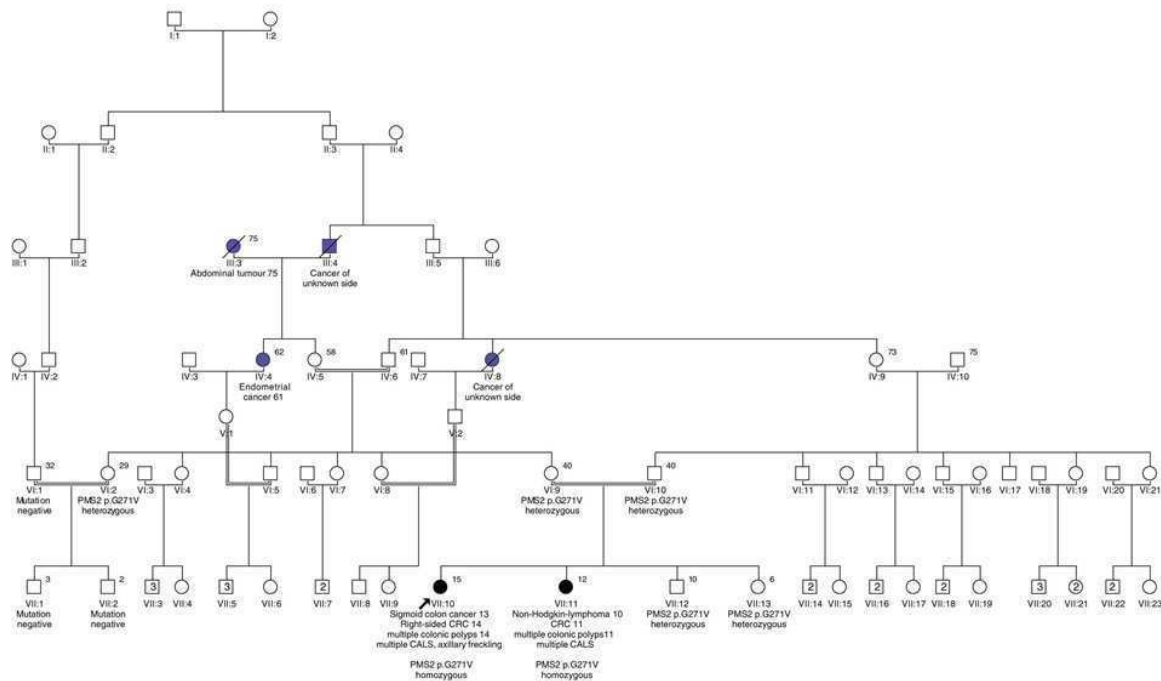 I:1 I:2
II:1 II:2 II:3 II:4
75
III:1 III:2 III:3 III:4 III:5 III:6
Abdominal tumour 75 Cancer of
unknown side
62 58 61 73 75
IV:1 IV:2 IV:3 IV:4 IV:5 IV:6 IV:7 IV:8 IV:9 IV:10
Endometrial Cancer of
cancer 61 unknown side
V:1 V:2
32 29 40 40
VI:1 VI:2 VI:3 VI:4 VI:5 VI:6 VI:7 VI:8 VI:9 VI:10 VI:11 VI:12 VI:13 VI:14 VI:15 VI:16 VI:17 VI:18 VI:19 VI:20 VI:21
Mutation PMS2 p.G271V PMS2 p.G271V PMS2 p.G271V
negative heterozygous heterozygous heterozygous
3 2 15 12 10 6
3 3 2 2 2 2 3 2 2
VII:1 VII:2 VII:3 VII:4 VII:5 VII:6 VII:7 VII:8 VII:9 VII:10 VII:11 VII:12 VII:13 VII:14 VII:15 VII:16 VII:17 VII:18 VII:19 VII:20 VII:21 VII:22 VII:23
Mutation Mutation Sigmoid colon cancer 13 Non-Hodgkin-lymphoma 10 PMS2 p.G271V PMS2 p.G271V
negative negative Right-sided CRC 14 CRC 11 heterozygous heterozygous
multiple colonic polyps 14 multiple colonic polyps11
multiple CALS, axillary freckling multiple CALS
PMS2 p.G271V PMS2 p.G271V
homozygous homozygous